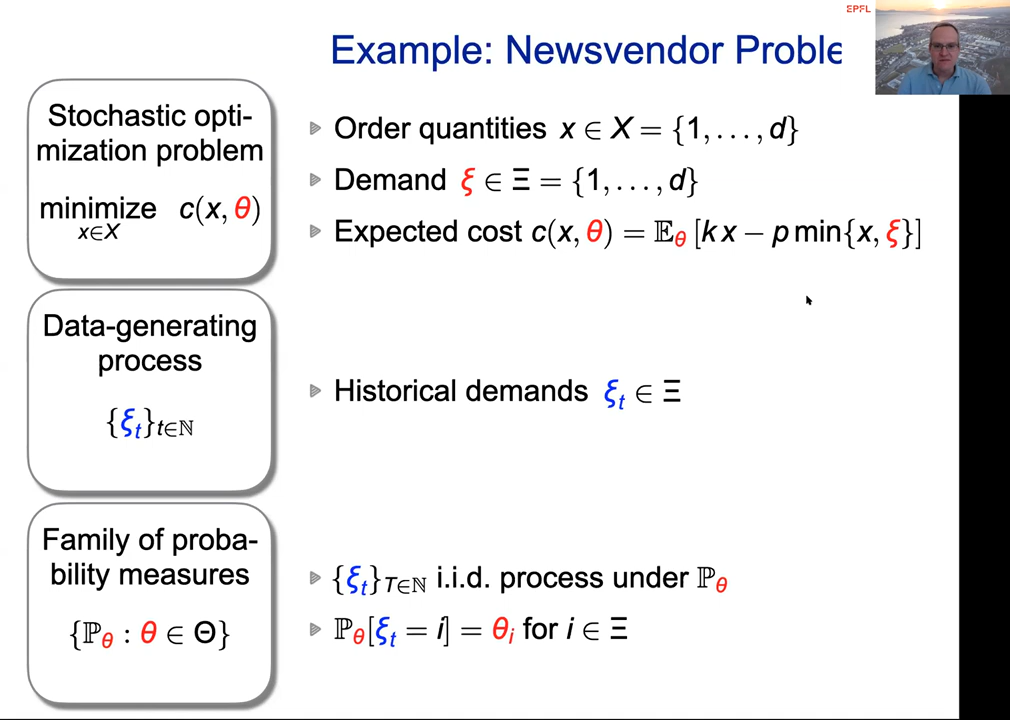 EPFL
Example: Newsvendor Proble
Stochastic opti-
mization problem
minimize c(x, θ)
x∈X
▶ Order quantities x ∈ X = {1, . . . , d}
▶ Demand ξ ∈ Ξ = {1, . . . , d}
▶ Expected cost c(x, θ) = 𝔼θ [k x − p min{x, ξ}]
Data-generating
process
{ξt}t∈ℕ
▶ Historical demands ξt ∈ Ξ
Family of proba-
bility measures
{ℙθ : θ ∈ Θ}
▶ {ξt}T∈ℕ i.i.d. process under ℙθ
▶ ℙθ[ξt = i] = θi for i ∈ Ξ